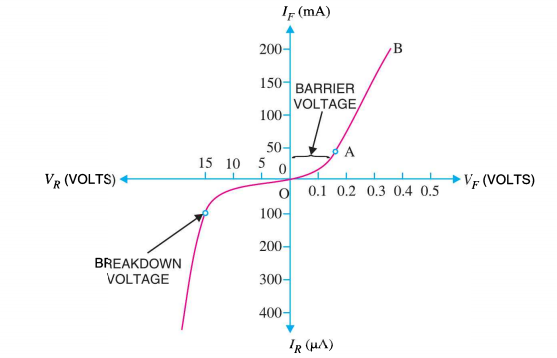 I_F (mA)
200
B
150
BARRIER
VOLTAGE
100
50
A
15 10 5 0
V_R (VOLTS)
V_F (VOLTS)
O
0.1 0.2 0.3 0.4 0.5
100
BREAKDOWN
VOLTAGE
200
300
400
I_R (μA)